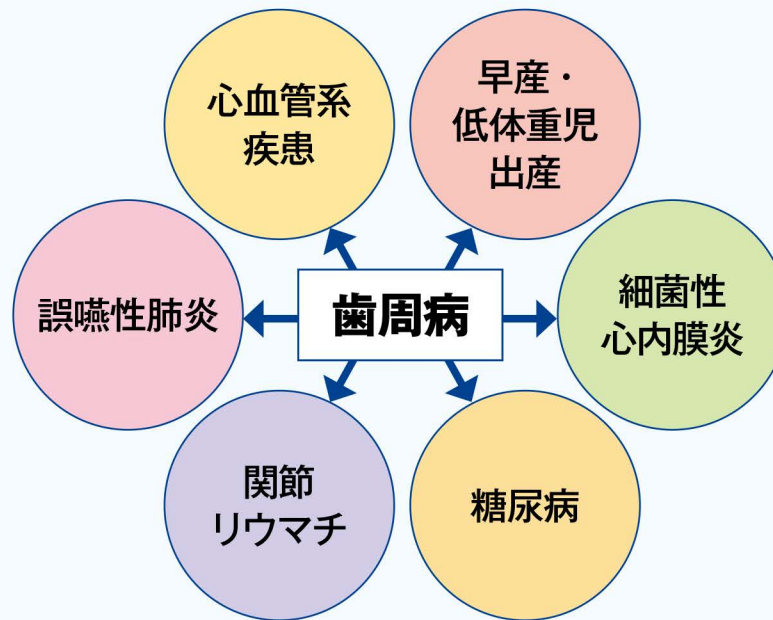 心血管系
疾患
早産・
低体重児
出産
誤嚥性肺炎
歯周病
細菌性
心内膜炎
関節
リウマチ
糖尿病